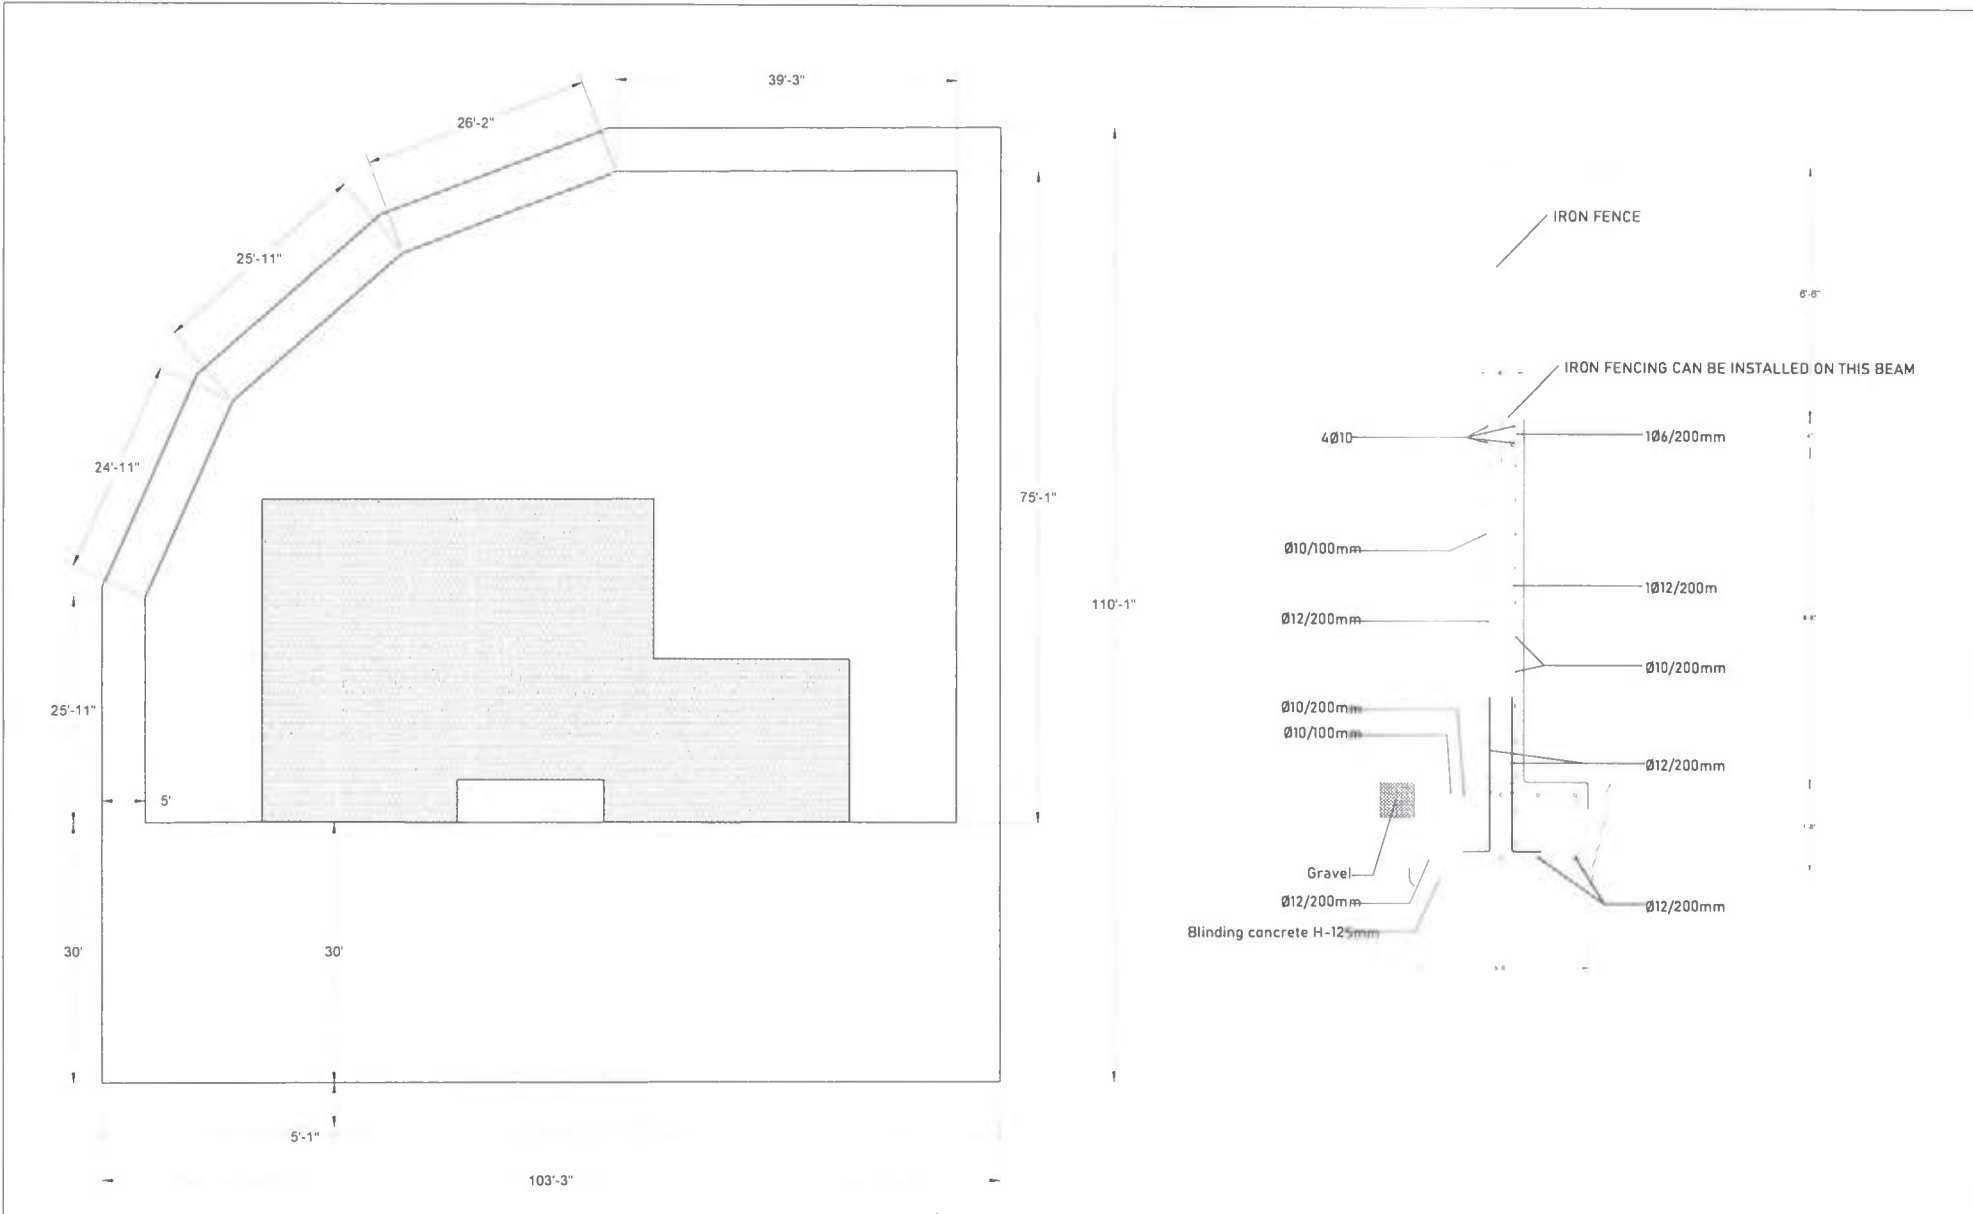 39'-3"
26'-2"
25'-11"
24'-11"
75'-1"
110'-1"
25'-11"
5'
30'
30'
5'-1"
103'-3"
IRON FENCE
6'-6"
IRON FENCING CAN BE INSTALLED ON THIS BEAM
4Ø10
1Ø6/200mm
Ø10/100mm
1Ø12/200m
Ø12/200mm
Ø10/200mm
Ø10/200mm
Ø10/100mm
Ø12/200mm
Gravel
Ø12/200mm
Ø12/200mm
Blinding concrete H-125mm